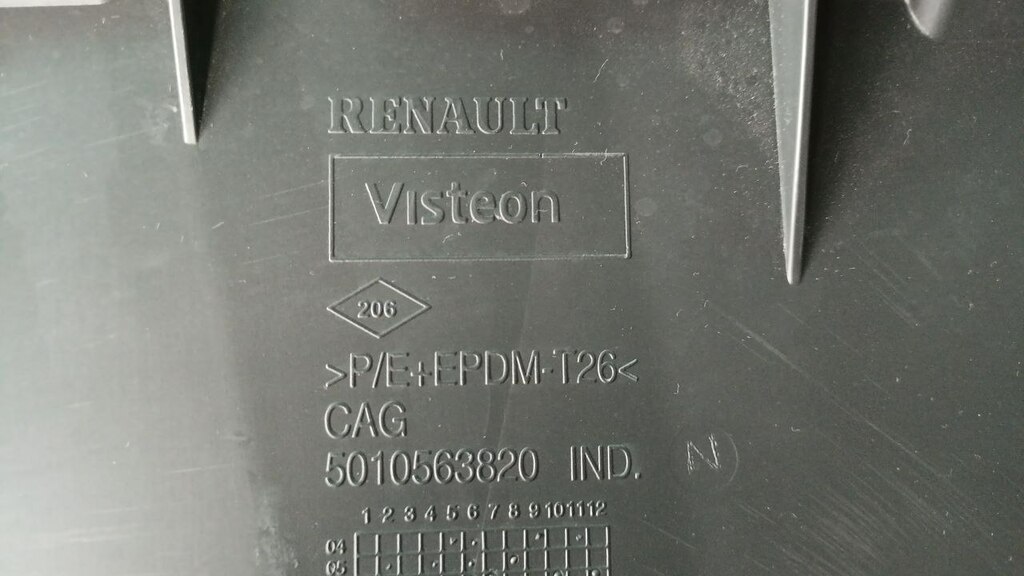 RENAULT
Visteon
206
>P/E+EPDM-T26<
CAG
5010563820 IND. N
1 2 3 4 5 6 7 8 9 10 11 12
04
05